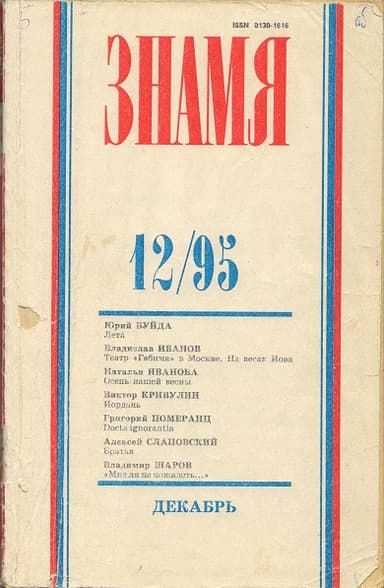 ISSN 0130-1616
ЗНАМЯ
12/95
Юрий БУЙДА
Лета
Владислав ИВАНОВ
Театр «Габима» в Москве. На весах Иова
Наталья ИВАНОВА
Осень нашей весны
Виктор КРИВУЛИН
Иордань
Григорий ПОМЕРАНЦ
Docta ignorantia
Алексей СЛАПОВСКИЙ
Братья
Владимир ШАРОВ
«Мне ли не пожалеть...»
ДЕКАБРЬ